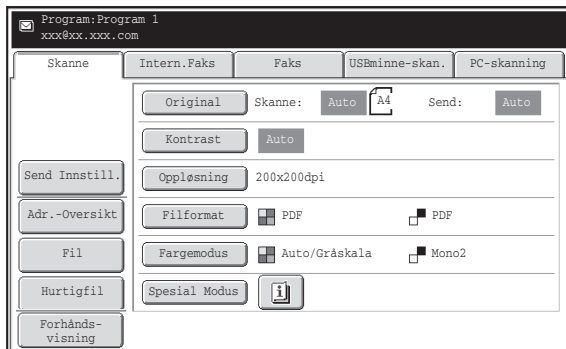 Program:Program 1
xxx@xx.xxx.com
Skanne Intern.Faks Faks USBminne-skan. PC-skanning
Original Skanne: Auto A4 Send: Auto
Kontrast Auto
Send Innstill. Oppløsning 200x200dpi
Adr.-Oversikt Filformat PDF PDF
Fil Fargemodus Auto/Gråskala Mono2
Hurtigfil Spesial Modus
Forhånds-
visning